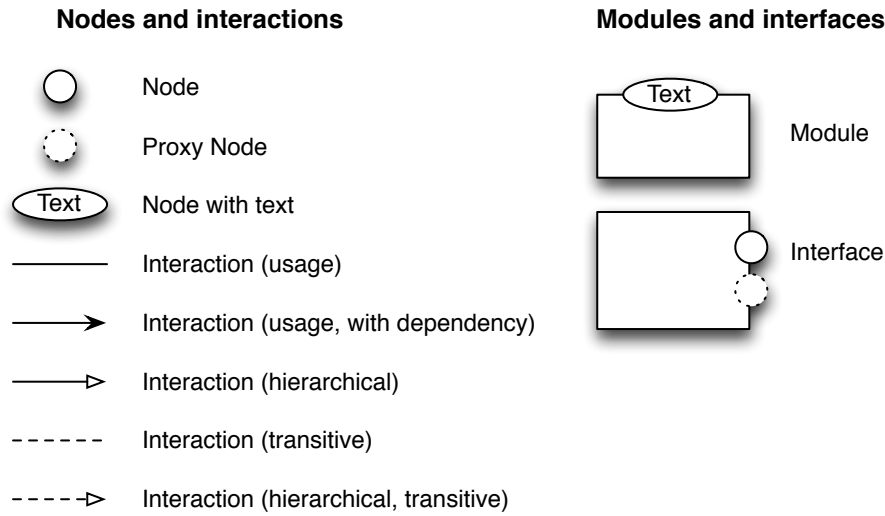 Nodes and interactions
Node
Proxy Node
Text
Node with text
Interaction (usage)
Interaction (usage, with dependency)
Interaction (hierarchical)
Interaction (transitive)
Interaction (hierarchical, transitive)
Modules and interfaces
Text
Module
Interface